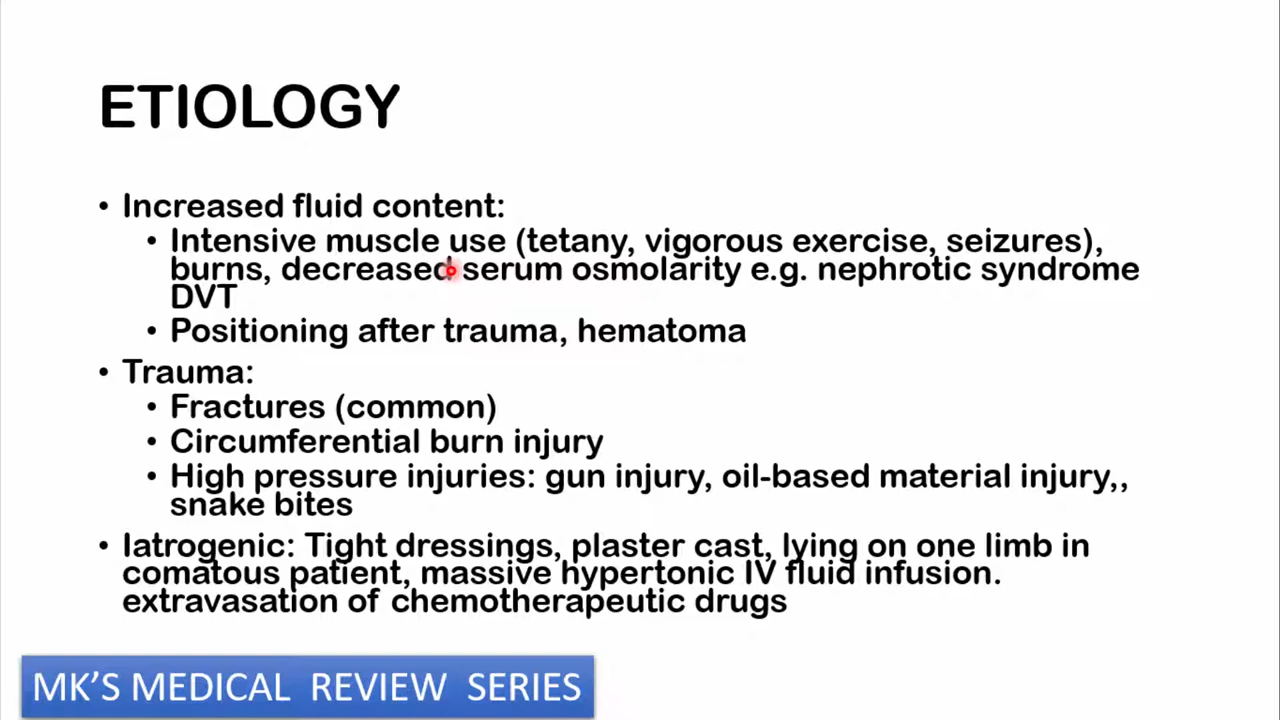 ETIOLOGY
• Increased fluid content:
• Intensive muscle use (tetany, vigorous exercise, seizures),
burns, decreased serum osmolarity e.g. nephrotic syndrome
DVT
• Positioning after trauma, hematoma
• Trauma:
• Fractures (common)
• Circumferential burn injury
• High pressure injuries: gun injury, oil-based material injury,,
snake bites
• Iatrogenic: Tight dressings, plaster cast, lying on one limb in
comatous patient, massive hypertonic IV fluid infusion.
extravasation of chemotherapeutic drugs
MK'S MEDICAL REVIEW SERIES